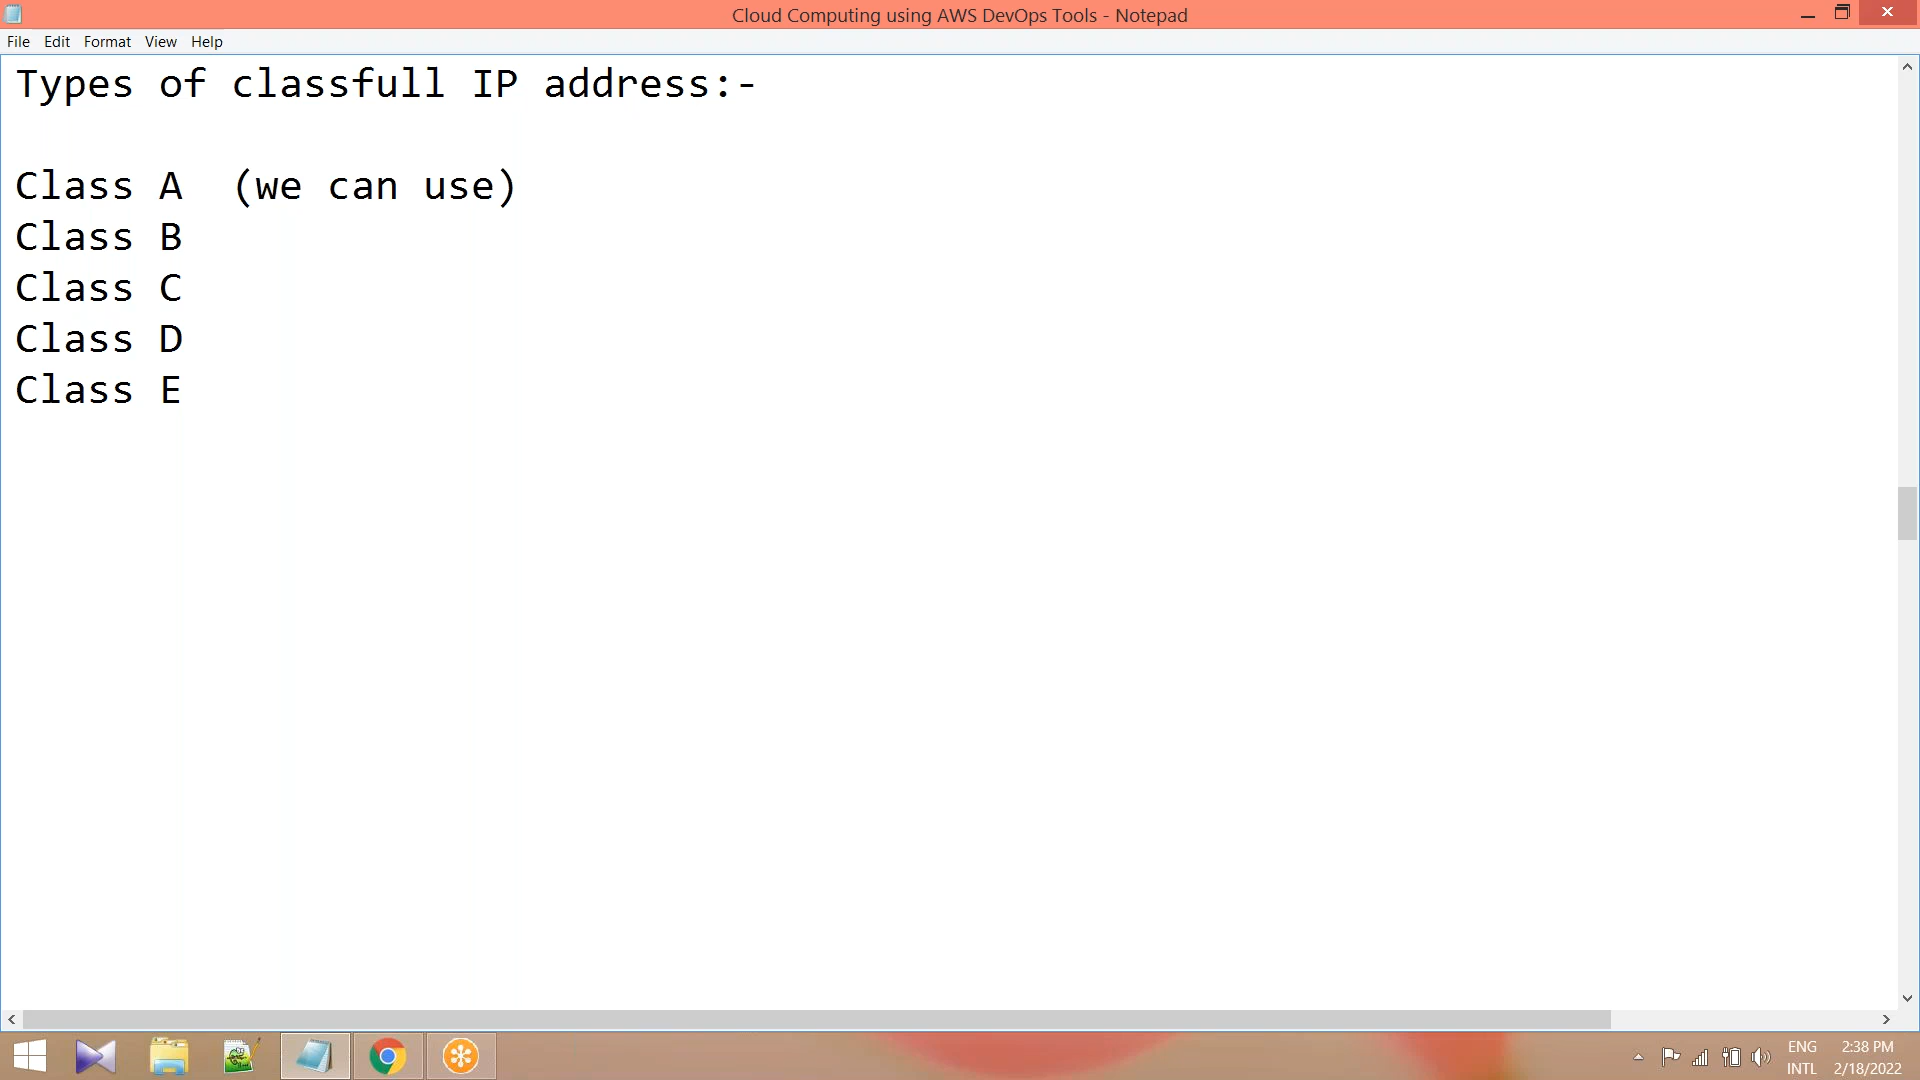 Cloud Computing using AWS DevOps Tools - Notepad
File Edit Format View Help
Types of classfull IP address:-
Class A  (we can use)
Class B
Class C
Class D
Class E
ENG 2:38 PM
INTL 2/18/2022